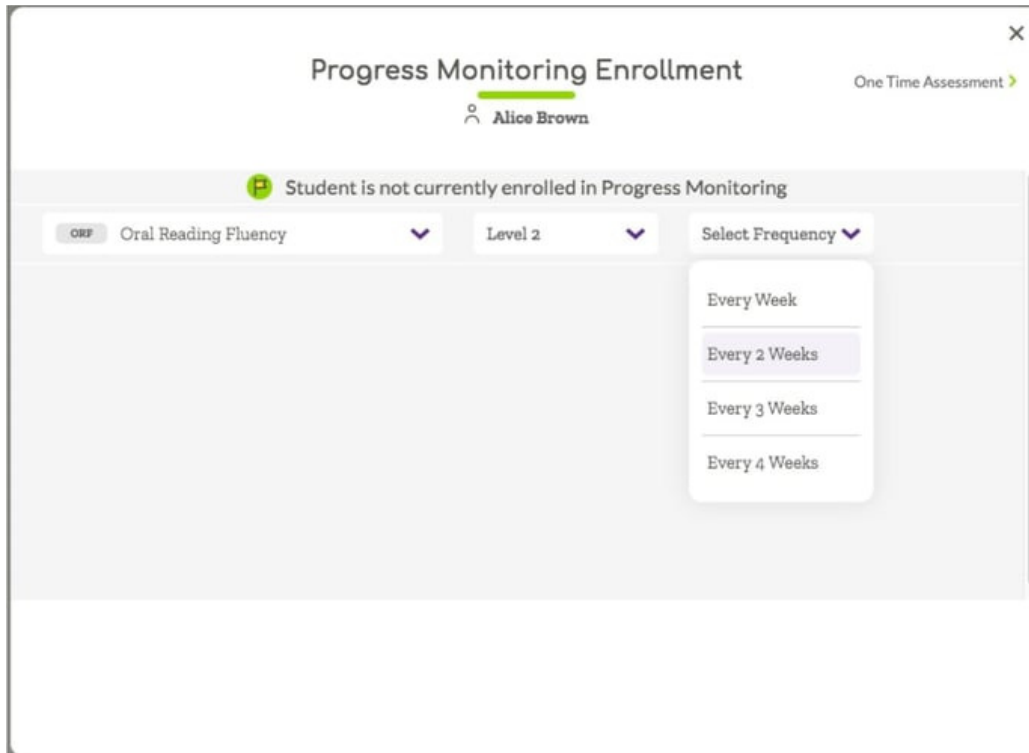 Progress Monitoring Enrollment
One Time Assessment
Alice Brown
Student is not currently enrolled in Progress Monitoring
ORF Oral Reading Fluency Level 2 Select Frequency
Every Week
Every 2 Weeks
Every 3 Weeks
Every 4 Weeks